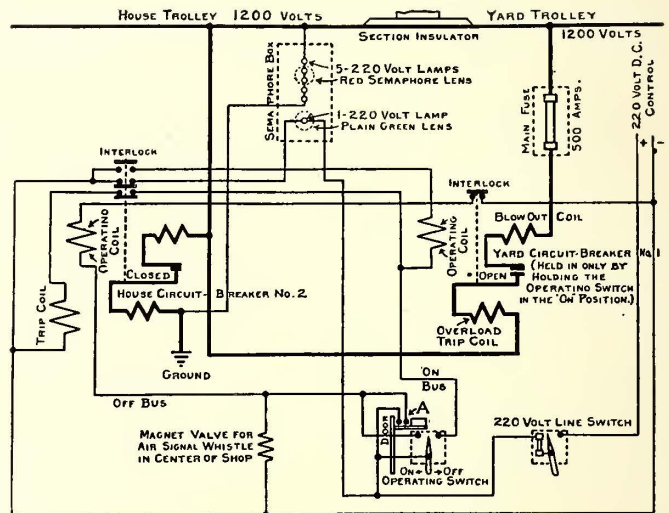 HOUSE TROLLEY 1200 VOLTS
YARD TROLLEY
SECTION INSULATOR
1200 VOLTS
SEMAPHORE BOX
5-220 VOLT LAMPS
RED SEMAPHORE LENS
1-220 VOLT LAMP
PLAIN GREEN LENS
MAIN FUSE
500 AMPS.
220 VOLT D.C.
CONTROL
+ -
INTERLOCK
INTERLOCK
OPERATING
COIL
OPERATING
COIL
BLOW OUT COIL
YARD CIRCUIT-BREAKER No. 1
(HELD IN ONLY BY
HOLDING THE
OPERATING SWITCH
IN THE "ON" POSITION.)
CLOSED
OPEN
HOUSE CIRCUIT-BREAKER No. 2
TRIP COIL
OVERLOAD
TRIP COIL
GROUND
'ON
BUS
OFF BUS
A
DOOR
MAGNET VALVE FOR
AIR SIGNAL WHISTLE
IN CENTER OF SHOP
220 VOLT LINE SWITCH
ON OFF
OPERATING SWITCH